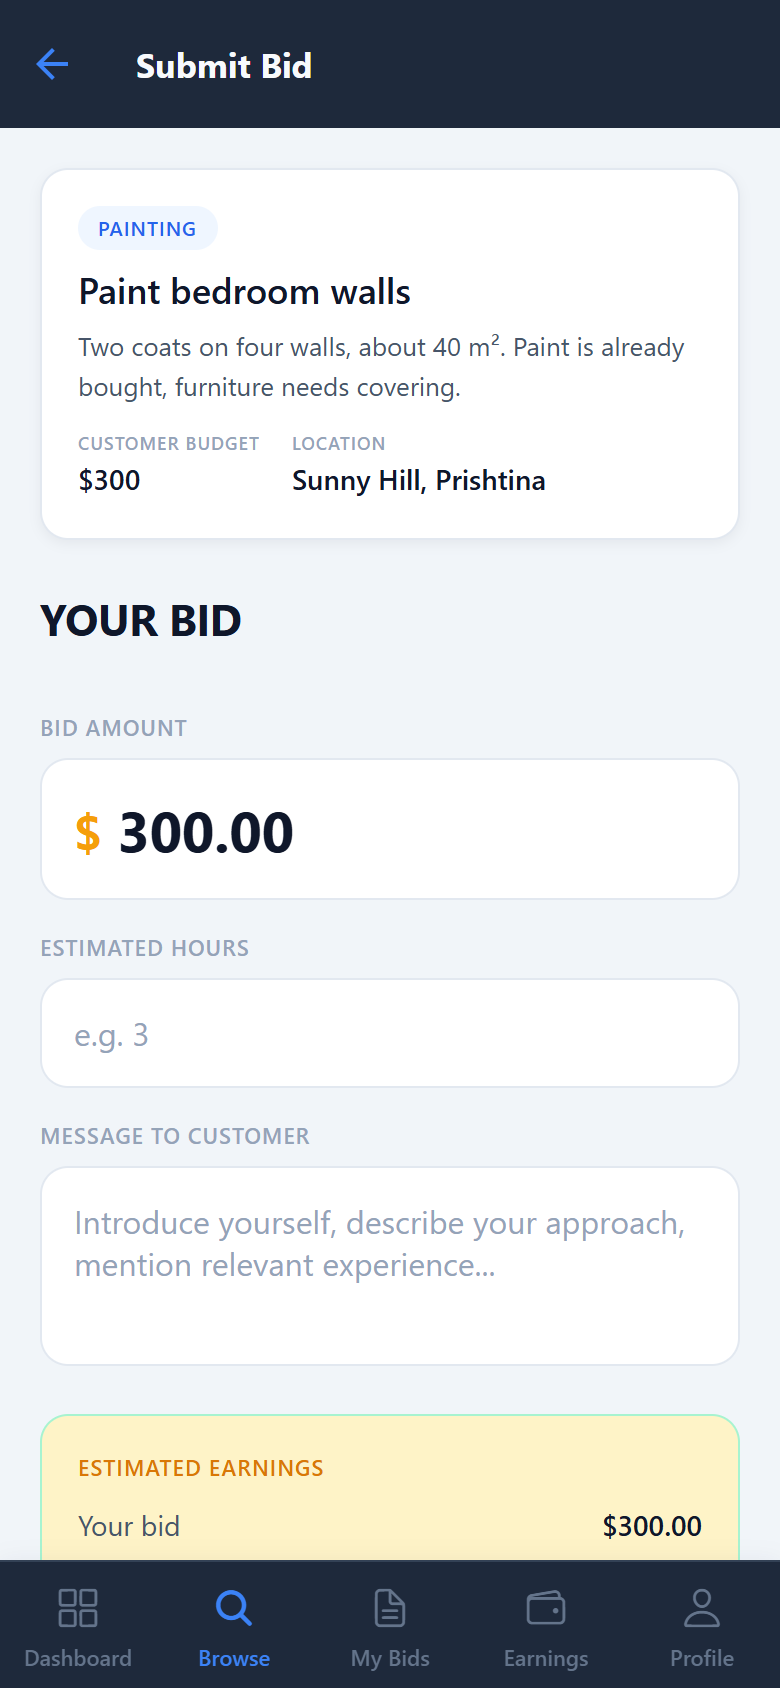 Submit Bid
PAINTING
Paint bedroom walls
Two coats on four walls, about 40 m². Paint is already
bought, furniture needs covering.
CUSTOMER BUDGET LOCATION
$300 Sunny Hill, Prishtina
YOUR BID
BID AMOUNT
$ 300.00
ESTIMATED HOURS
e.g. 3
MESSAGE TO CUSTOMER
Introduce yourself, describe your approach,
mention relevant experience...
ESTIMATED EARNINGS
Your bid $300.00
Dashboard Browse My Bids Earnings Profile